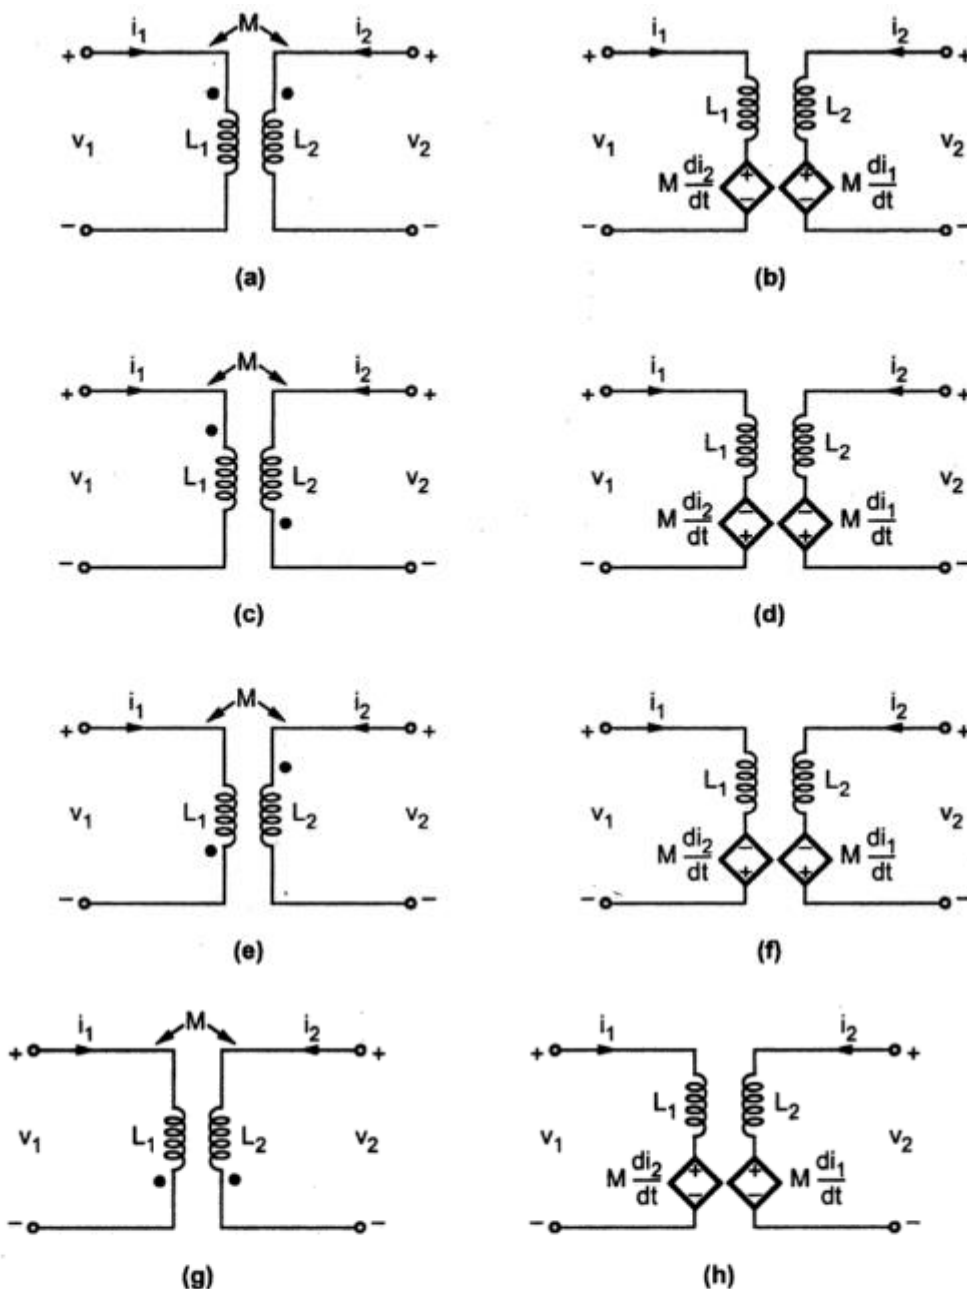 i1 M i2 i1 i2
+ + + +
v1 L1 L2 v2 v1 L1 L2 v2
M di2/dt + − + − M di1/dt
− − − −
(a) (b)
i1 M i2 i1 i2
+ + + +
v1 L1 L2 v2 v1 L1 L2 v2
M di2/dt − + − + M di1/dt
− − − −
(c) (d)
i1 M i2 i1 i2
+ + + +
v1 L1 L2 v2 v1 L1 L2 v2
M di2/dt − + − + M di1/dt
− − − −
(e) (f)
i1 M i2 i1 i2
+ + + +
v1 L1 L2 v2 v1 L1 L2 v2
M di2/dt + − + − M di1/dt
− − − −
(g) (h)